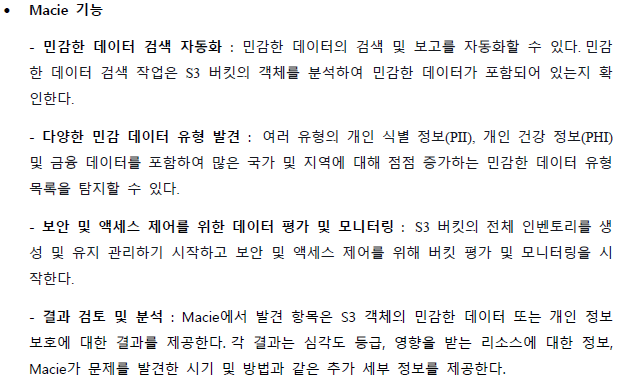 • Macie 기능
- 민감한 데이터 검색 자동화 : 민감한 데이터의 검색 및 보고를 자동화할 수 있다. 민감
한 데이터 검색 작업은 S3 버킷의 객체를 분석하여 민감한 데이터가 포함되어 있는지 확
인한다.
- 다양한 민감 데이터 유형 발견 : 여러 유형의 개인 식별 정보(PII), 개인 건강 정보(PHI)
및 금융 데이터를 포함하여 많은 국가 및 지역에 대해 점점 증가하는 민감한 데이터 유형
목록을 탐지할 수 있다.
- 보안 및 액세스 제어를 위한 데이터 평가 및 모니터링 : S3 버킷의 전체 인벤토리를 생
성 및 유지 관리하기 시작하고 보안 및 액세스 제어를 위해 버킷 평가 및 모니터링을 시
작한다.
- 결과 검토 및 분석 : Macie에서 발견 항목은 S3 객체의 민감한 데이터 또는 개인 정보
보호에 대한 결과를 제공한다. 각 결과는 심각도 등급, 영향을 받는 리소스에 대한 정보,
Macie가 문제를 발견한 시기 및 방법과 같은 추가 세부 정보를 제공한다.